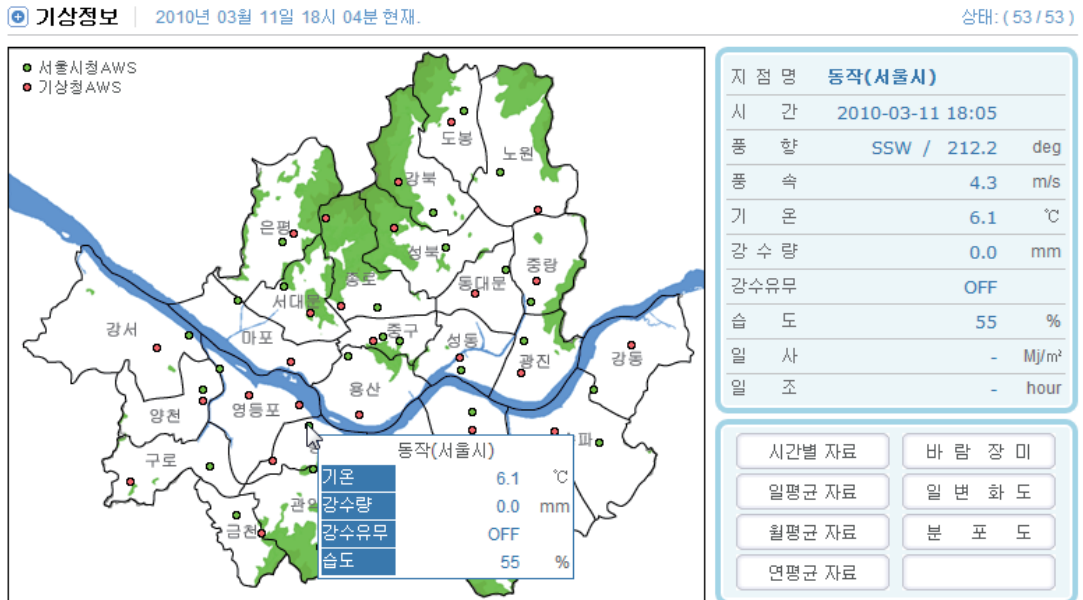 기상정보 2010년 03월 11일 18시 04분 현재. 상태: ( 53 / 53 )
서울시청AWS
기상청AWS
도봉
노원
강북
은평
성북
중랑
종로
동대문
서대문
강서
마포
중구
성동
광진
강동
용산
양천
영등포
구로
파
관악
금천
동작(서울시)
기온 6.1 ℃
강수량 0.0 mm
강수유무 OFF
습도 55 %
지 점 명 동작(서울시)
시 간 2010-03-11 18:05
풍 향 SSW / 212.2 deg
풍 속 4.3 m/s
기 온 6.1 ℃
강 수 량 0.0 mm
강수유무 OFF
습 도 55 %
일 사 - Mj/m²
일 조 - hour
시간별 자료 바 람 장 미
일평균 자료 일 변 화 도
월평균 자료 분 포 도
연평균 자료